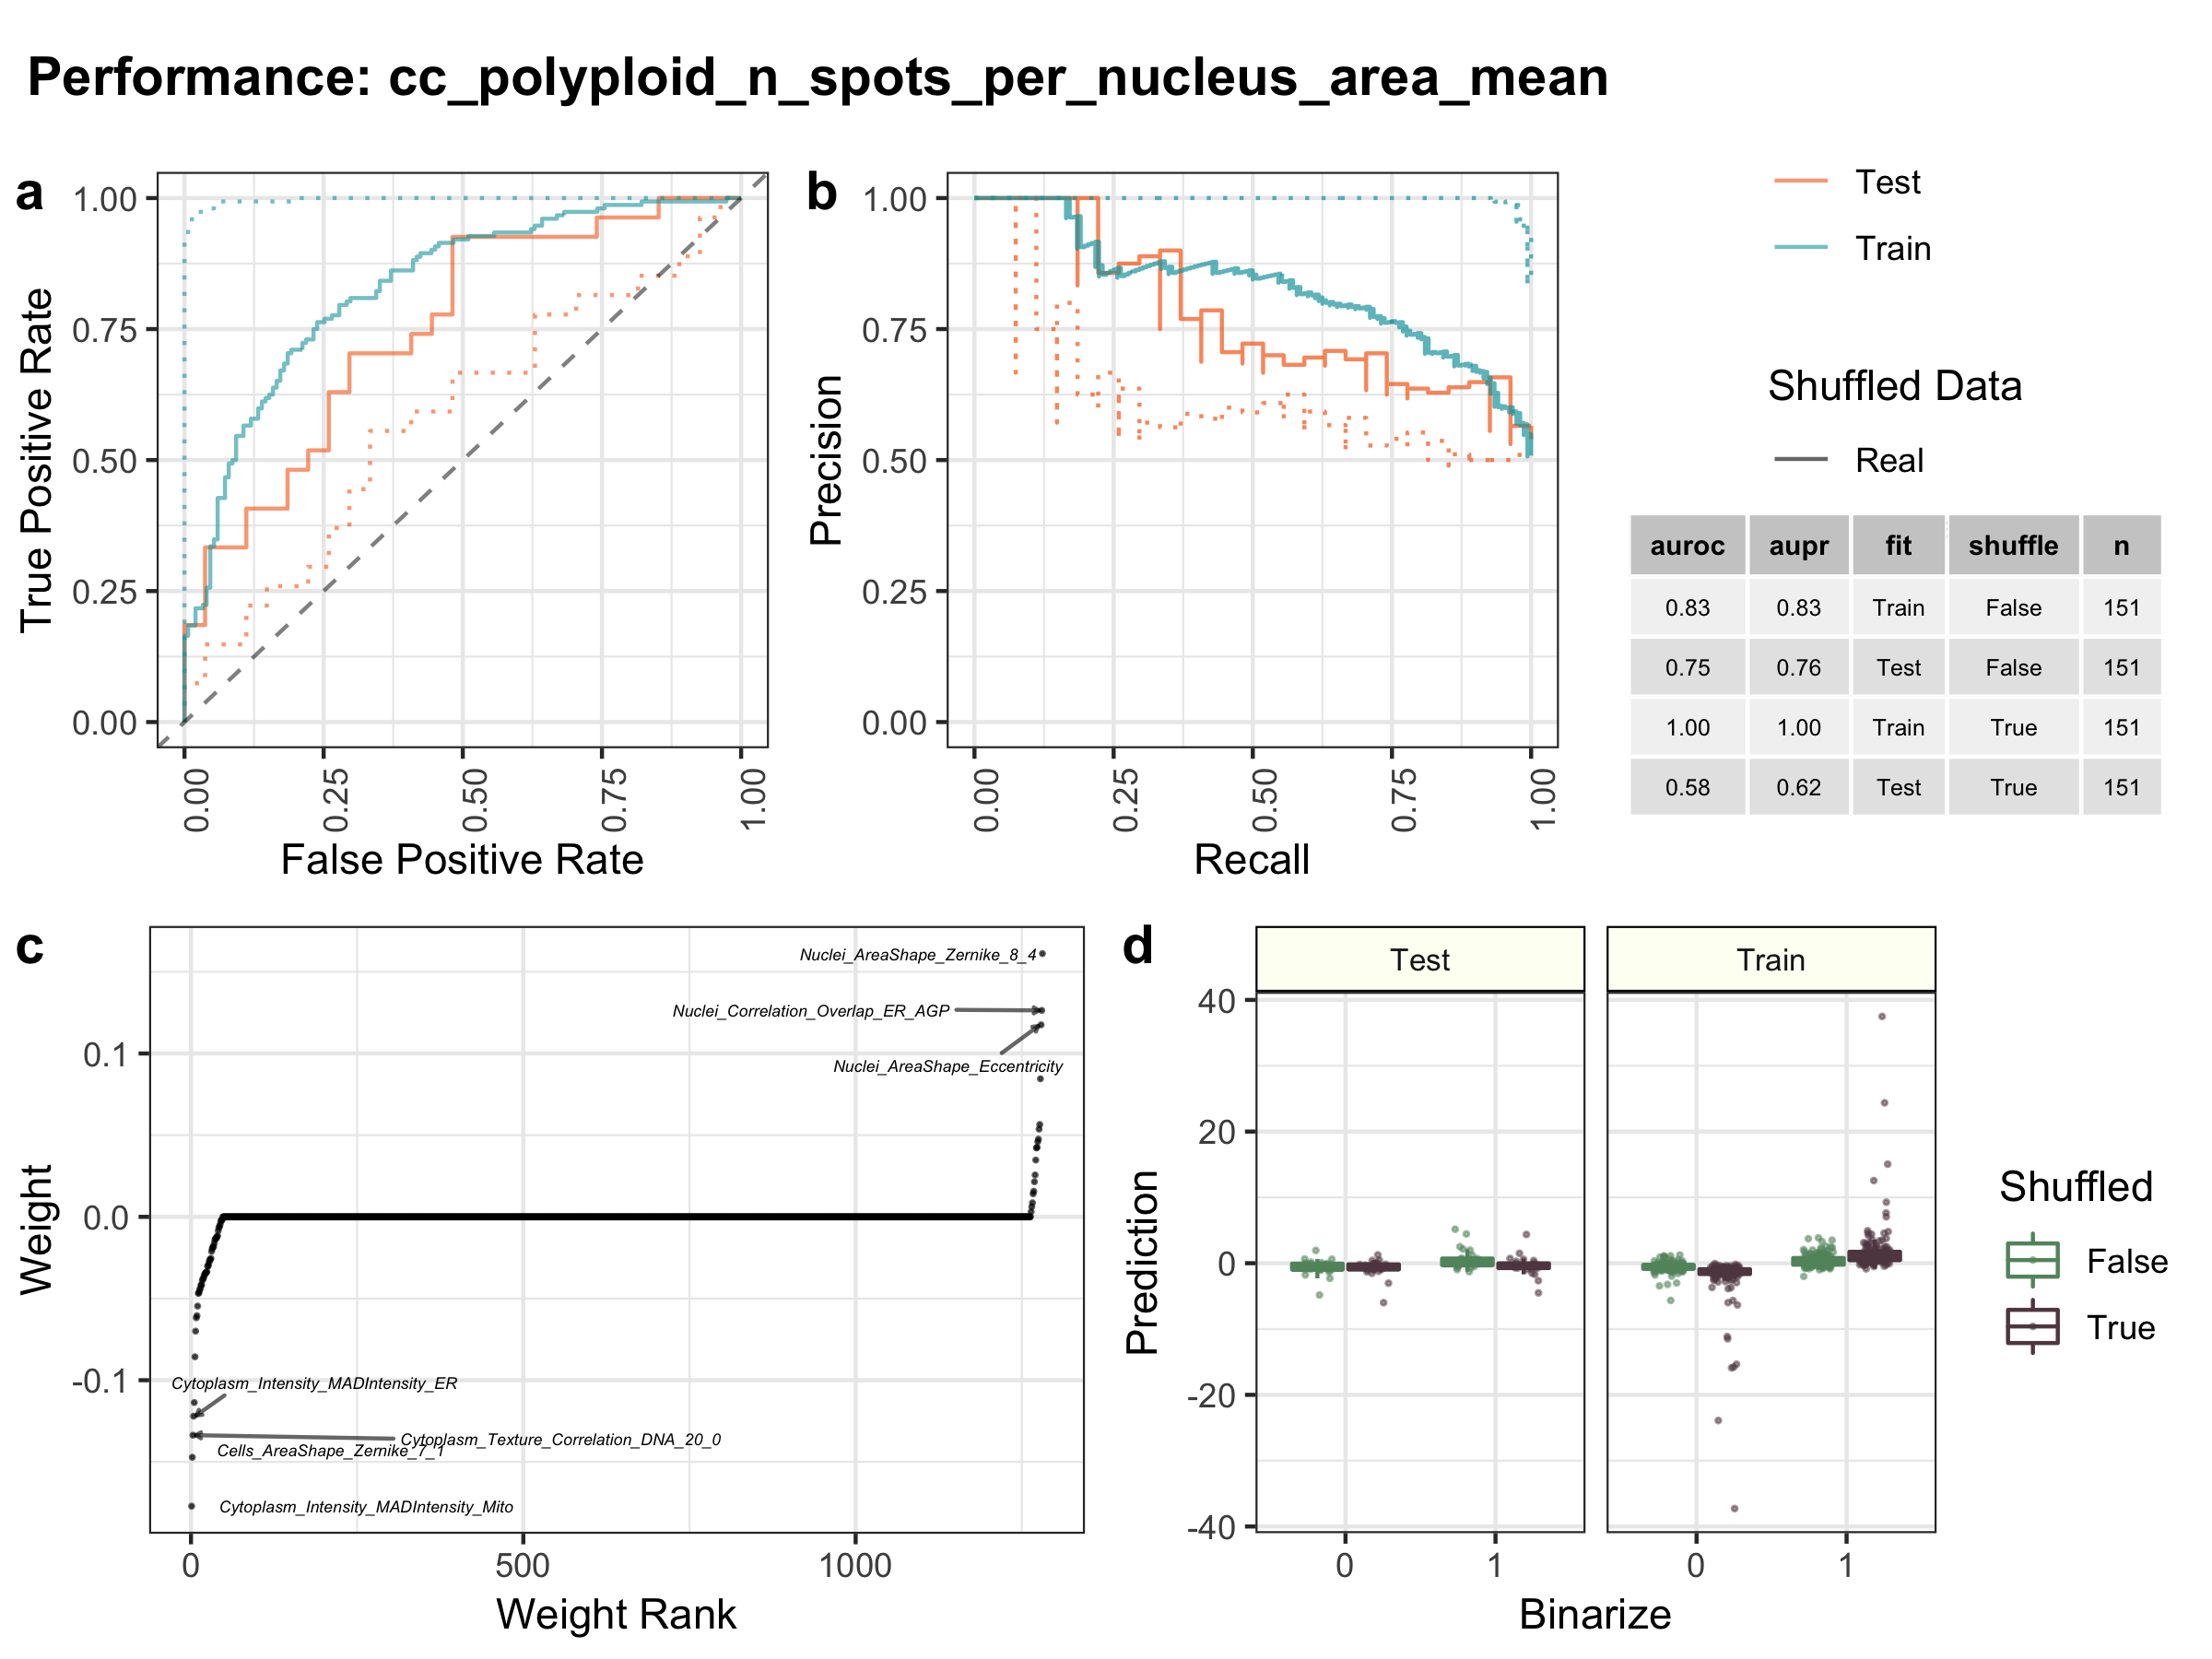 Performance: cc_polyploid_n_spots_per_nucleus_area_mean
a
1.00
0.75
0.50
0.25
0.00
True Positive Rate
0.00
0.25
0.50
0.75
1.00
False Positive Rate
b
1.00
0.75
0.50
0.25
0.00
Precision
0.00
0.25
0.50
0.75
1.00
Recall
Test
Train
Shuffled Data
Real
auroc aupr fit shuffle n
0.83 0.83 Train False 151
0.75 0.76 Test False 151
1.00 1.00 Train True 151
0.58 0.62 Test True 151
c
0.1
0.0
-0.1
Weight
Nuclei_AreaShape_Zernike_8_4
Nuclei_Correlation_Overlap_ER_AGP
Nuclei_AreaShape_Eccentricity
Cytoplasm_Intensity_MADIntensity_ER
Cytoplasm_Texture_Correlation_DNA_20_0
Cells_AreaShape_Zernike_7_1
Cytoplasm_Intensity_MADIntensity_Mito
0
500
1000
Weight Rank
d
Test
Train
40
20
0
-20
-40
Prediction
0
1
0
1
Binarize
Shuffled
False
True